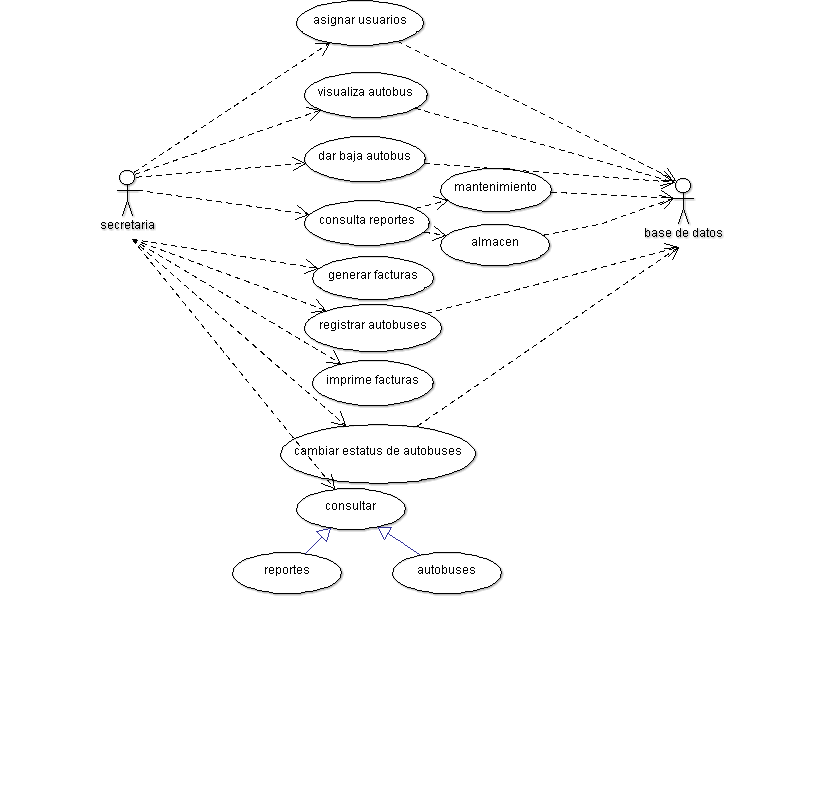 asignar usuarios
visualiza autobus
dar baja autobus
mantenimiento
consulta reportes
secretaria
base de datos
almacen
generar facturas
registrar autobuses
imprime facturas
cambiar estatus de autobuses
consultar
reportes
autobuses